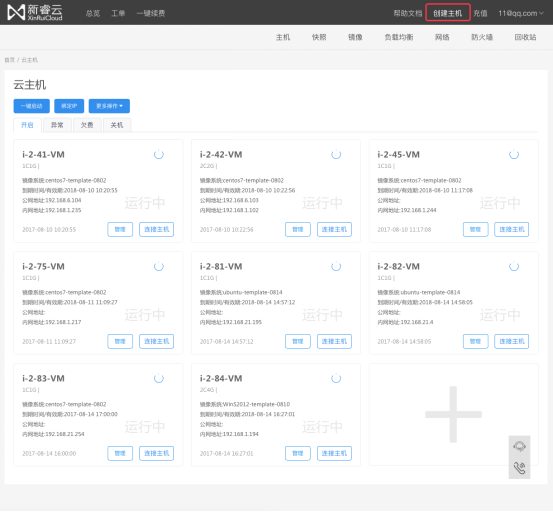 新睿云
XinRuiCloud
总览 工单 一键续费 帮助文档 创建主机 充值 11@qq.com
主机 快照 镜像 负载均衡 网络 防火墙 回收站
首页 / 云主机
云主机
一键启动 绑定IP 更多操作
开启 异常 欠费 关机
i-2-41-VM
1C1G |
镜像系统:centos7-template-0802
到期时间/有效期:2018-08-10 10:20:55
公网地址:192.168.6.104
内网地址:192.168.1.235
运行中
2017-08-10 10:20:55 管理 连接主机
i-2-42-VM
2C2G |
镜像系统:centos7-template-0802
到期时间/有效期:2018-08-10 10:22:56
公网地址:192.168.6.103
内网地址:192.168.1.102
运行中
2017-08-10 10:22:56 管理 连接主机
i-2-45-VM
1C1G |
镜像系统:centos7-template-0802
到期时间/有效期:2018-08-10 11:17:08
公网地址:
内网地址:192.168.1.244
运行中
2017-08-10 11:17:08 管理 连接主机
i-2-75-VM
1C1G |
镜像系统:centos7-template-0802
到期时间/有效期:2018-08-11 11:09:27
公网地址:
内网地址:192.168.1.217
运行中
2017-08-11 11:09:27 管理 连接主机
i-2-81-VM
1C1G |
镜像系统:ubuntu-template-0814
到期时间/有效期:2018-08-14 14:57:12
公网地址:
内网地址:192.168.21.195
运行中
2017-08-14 14:57:12 管理 连接主机
i-2-82-VM
1C1G |
镜像系统:ubuntu-template-0814
到期时间/有效期:2018-08-14 14:58:05
公网地址:
内网地址:192.168.21.4
运行中
2017-08-14 14:58:05 管理 连接主机
i-2-83-VM
1C1G |
镜像系统:centos7-template-0802
到期时间/有效期:2017-08-14 17:00:00
公网地址:
内网地址:192.168.21.254
运行中
2017-08-14 16:00:00 管理 连接主机
i-2-84-VM
2C4G |
镜像系统:WinS2012-template-0810
到期时间/有效期:2018-08-14 16:27:01
公网地址:
内网地址:192.168.1.194
运行中
2017-08-14 16:27:01 管理 连接主机